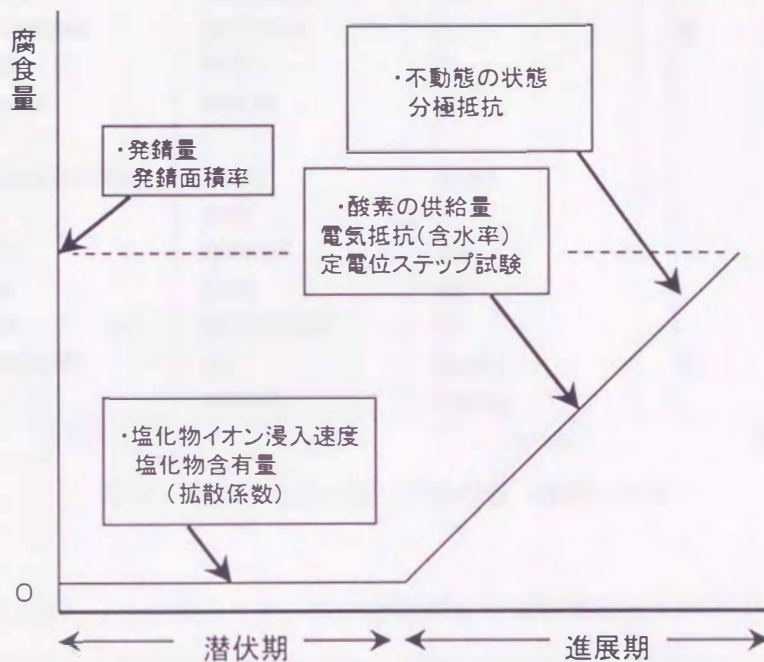 腐食量
・不動態の状態
分極抵抗
・発錆量
発錆面積率
・酸素の供給量
電気抵抗(含水率)
定電位ステップ試験
・塩化物イオン浸入速度
塩化物含有量
(拡散係数)
0
潜伏期
進展期